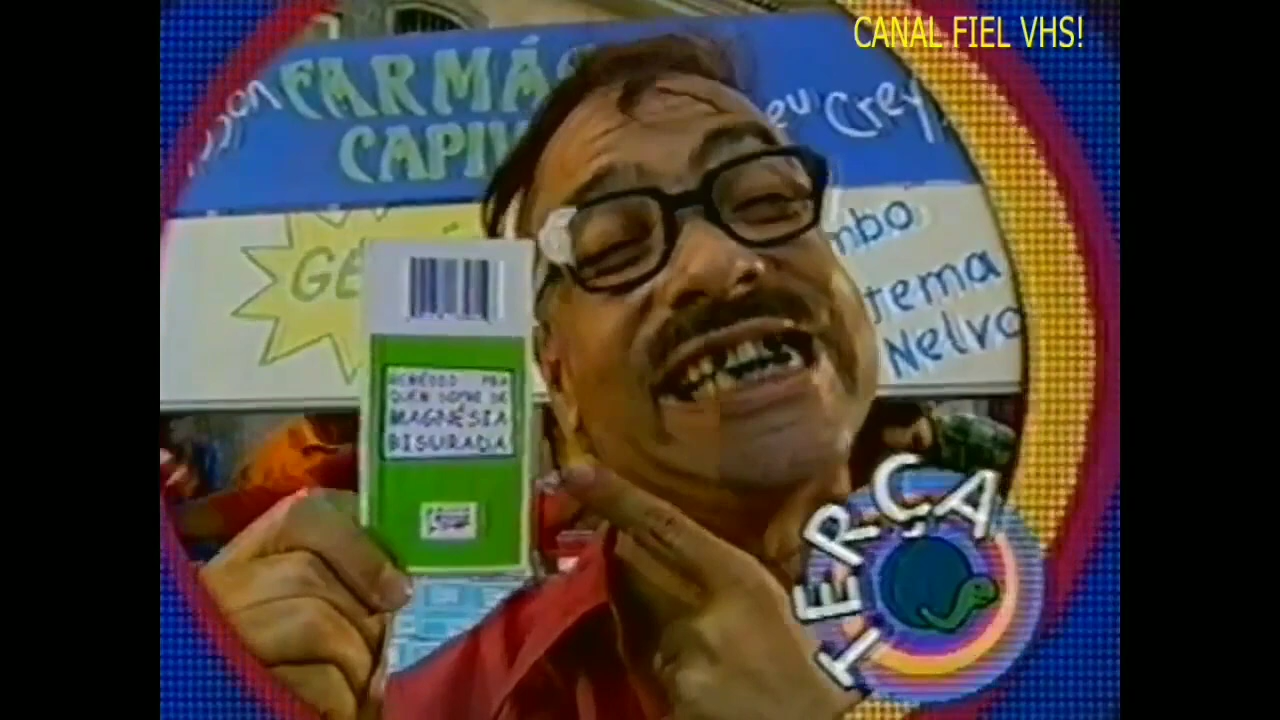 CANAL FIEL VHS!
FARMÁ
CAPIV
eu Crey
GE
mbo
tema
Nelvo
REMÉDIO PRA
QUEM SOFRE DE
MAGNÉSIA
BISURADA
TERÇA